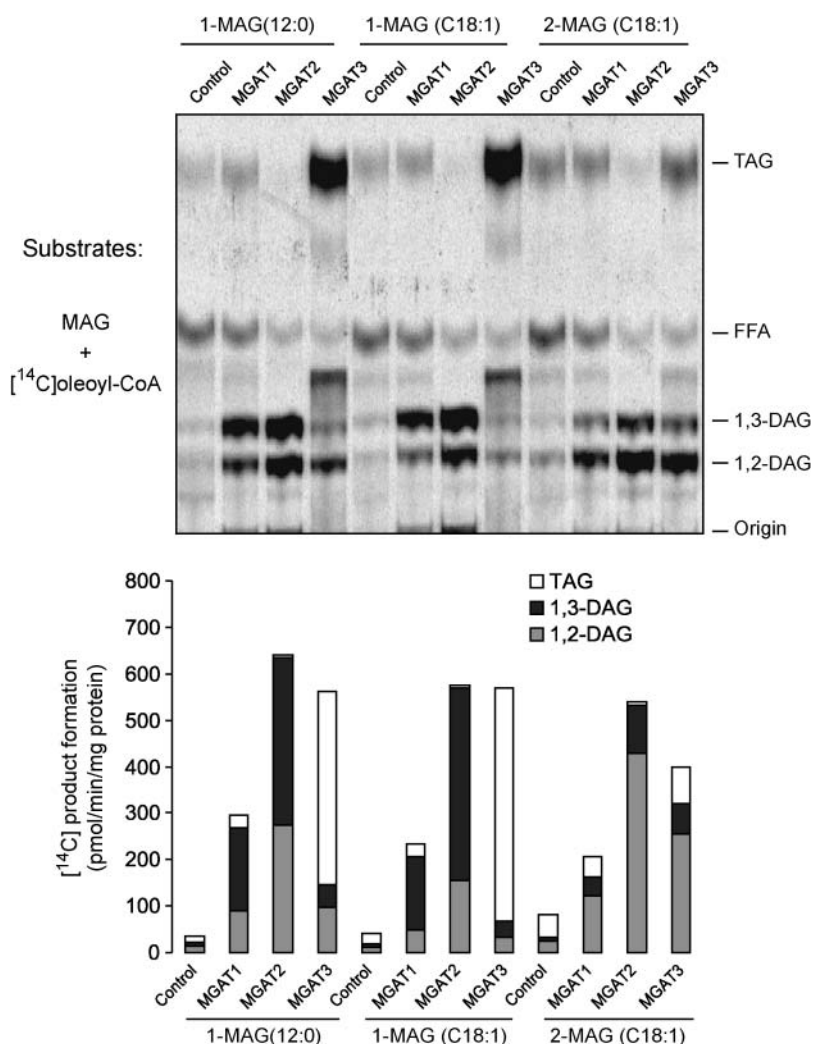 1-MAG(12:0) 1-MAG (C18:1) 2-MAG (C18:1)
Control MGAT1 MGAT2 MGAT3 Control MGAT1 MGAT2 MGAT3 Control MGAT1 MGAT2 MGAT3
TAG
Substrates:
MAG
+
[¹⁴C]oleoyl-CoA
FFA
1,3-DAG
1,2-DAG
Origin
800
700
600
500
400
300
200
100
0
[¹⁴C] product formation
(pmol/min/mg protein)
TAG
1,3-DAG
1,2-DAG
Control MGAT1 MGAT2 MGAT3 Control MGAT1 MGAT2 MGAT3 Control MGAT1 MGAT2 MGAT3
1-MAG(12:0) 1-MAG (C18:1) 2-MAG (C18:1)